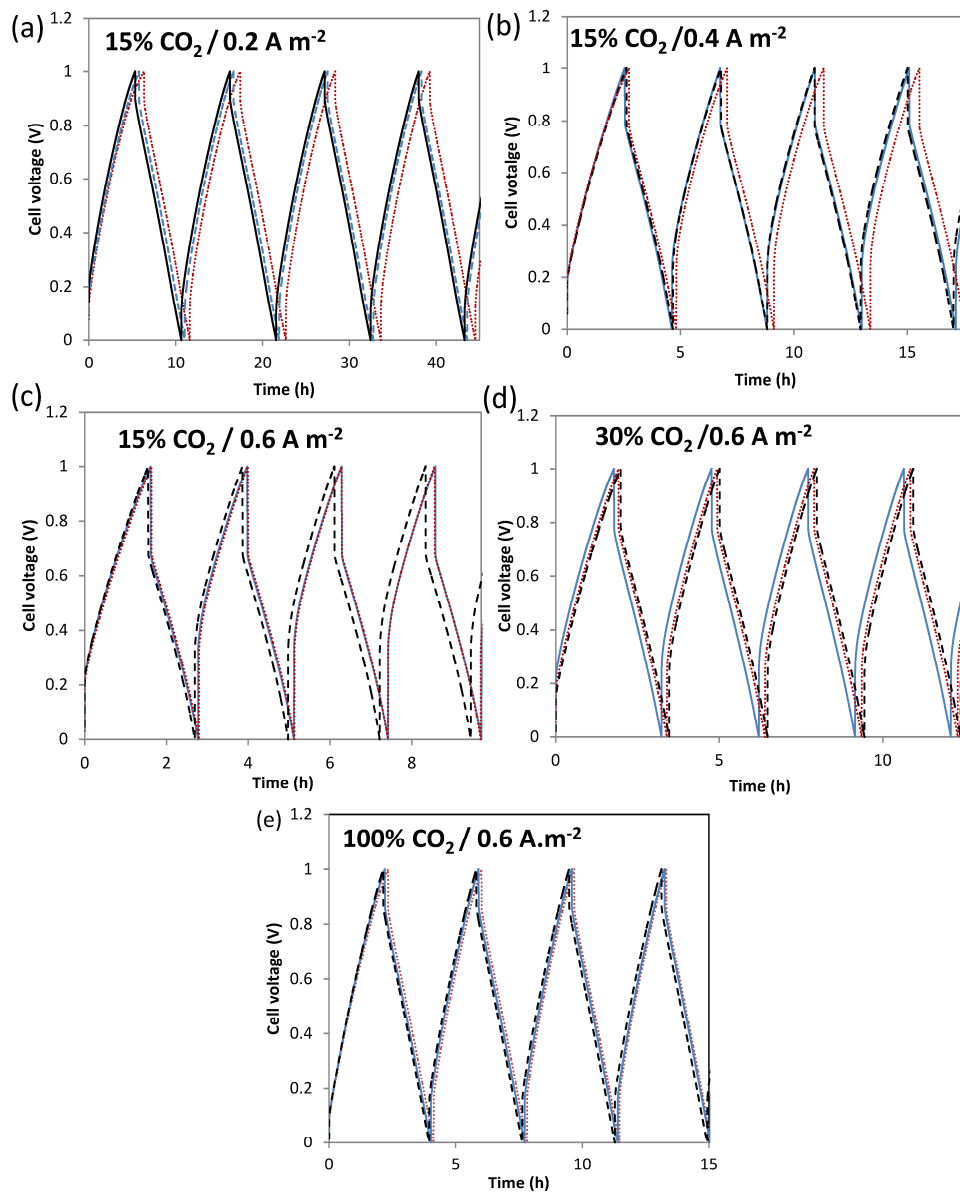 (a)
15% CO₂ / 0.2 A m⁻²
Cell voltage (V)
1.2
1
0.8
0.6
0.4
0.2
0
0 10 20 30 40
Time (h)
(b)
15% CO₂ /0.4 A m⁻²
Cell votalge (V)
1.2
1
0.8
0.6
0.4
0.2
0
0 5 10 15
Time (h)
(c)
15% CO₂ / 0.6 A m⁻²
Cell voltage (V)
1.2
1
0.8
0.6
0.4
0.2
0
0 2 4 6 8
Time (h)
(d)
30% CO₂ /0.6 A m⁻²
Cell voltage (V)
1.2
1
0.8
0.6
0.4
0.2
0
0 5 10
Time (h)
(e)
100% CO₂ / 0.6 A.m⁻²
Cell voltage (V)
1.2
1
0.8
0.6
0.4
0.2
0
0 5 10 15
Time (h)